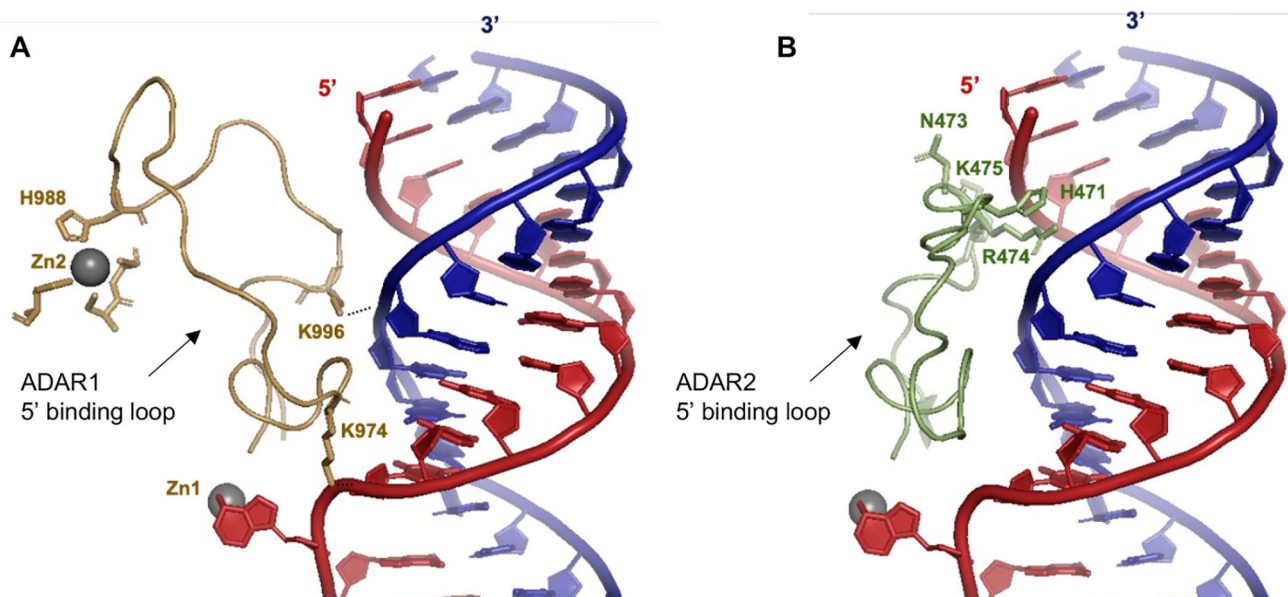 A
3’
5’
H988
Zn2
K996
ADAR1
5’ binding loop
K974
Zn1
B
3’
5’
N473
K475
H471
R474
ADAR2
5’ binding loop